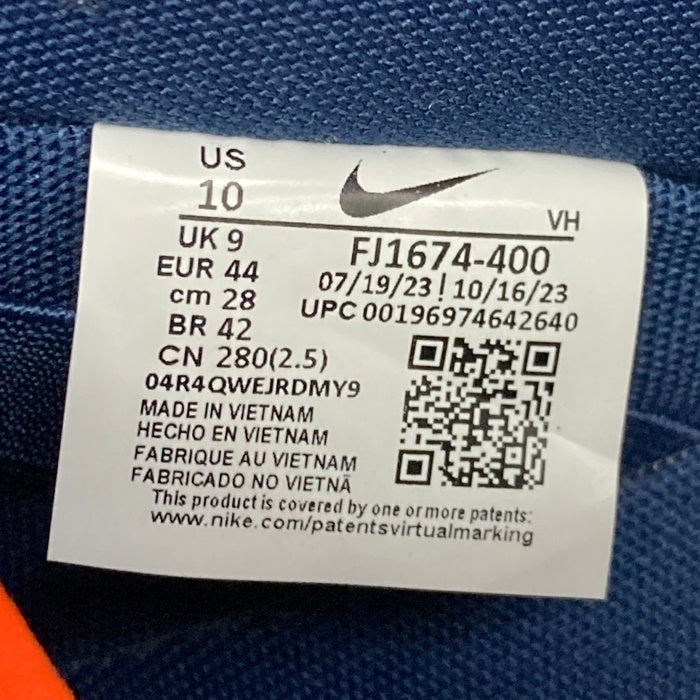 US
10
VH
UK 9
FJ1674-400
EUR 44
07/19/23 ! 10/16/23
cm 28
UPC 00196974642640
BR 42
CN 280(2.5)
04R4QWEJRDMY9
MADE IN VIETNAM
HECHO EN VIETNAM
FABRIQUE AU VIETNAM
FABRICADO NO VIETNÃ
This product is covered by one or more patents:
www.nike.com/patentsvirtualmarking